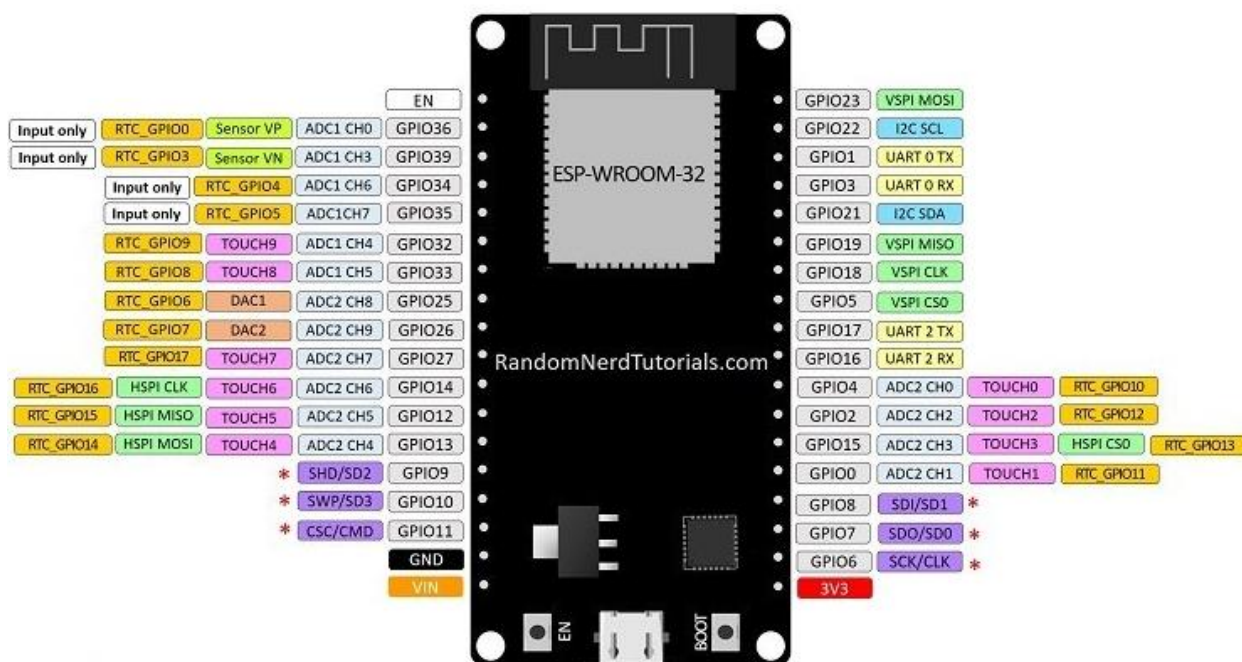 EN GPIO23 VSPI MOSI
Input only RTC_GPIO0 Sensor VP ADC1 CH0 GPIO36 GPIO22 I2C SCL
Input only RTC_GPIO3 Sensor VN ADC1 CH3 GPIO39 GPIO1 UART 0 TX
Input only RTC_GPIO4 ADC1 CH6 GPIO34 ESP-WROOM-32 GPIO3 UART 0 RX
Input only RTC_GPIO5 ADC1CH7 GPIO35 GPIO21 I2C SDA
RTC_GPIO9 TOUCH9 ADC1 CH4 GPIO32 GPIO19 VSPI MISO
RTC_GPIO8 TOUCH8 ADC1 CH5 GPIO33 GPIO18 VSPI CLK
RTC_GPIO6 DAC1 ADC2 CH8 GPIO25 GPIO5 VSPI CS0
RTC_GPIO7 DAC2 ADC2 CH9 GPIO26 GPIO17 UART 2 TX
RTC_GPIO17 TOUCH7 ADC2 CH7 GPIO27 RandomNerdTutorials.com GPIO16 UART 2 RX
RTC_GPIO16 HSPI CLK TOUCH6 ADC2 CH6 GPIO14 GPIO4 ADC2 CH0 TOUCH0 RTC_GPIO10
RTC_GPIO15 HSPI MISO TOUCH5 ADC2 CH5 GPIO12 GPIO2 ADC2 CH2 TOUCH2 RTC_GPIO12
RTC_GPIO14 HSPI MOSI TOUCH4 ADC2 CH4 GPIO13 GPIO15 ADC2 CH3 TOUCH3 HSPI CS0 RTC_GPIO13
* SHD/SD2 GPIO9 GPIO0 ADC2 CH1 TOUCH1 RTC_GPIO11
* SWP/SD3 GPIO10 GPIO8 SDI/SD1 *
* CSC/CMD GPIO11 GPIO7 SDO/SD0 *
GND GPIO6 SCK/CLK *
VIN 3V3
EN BOOT